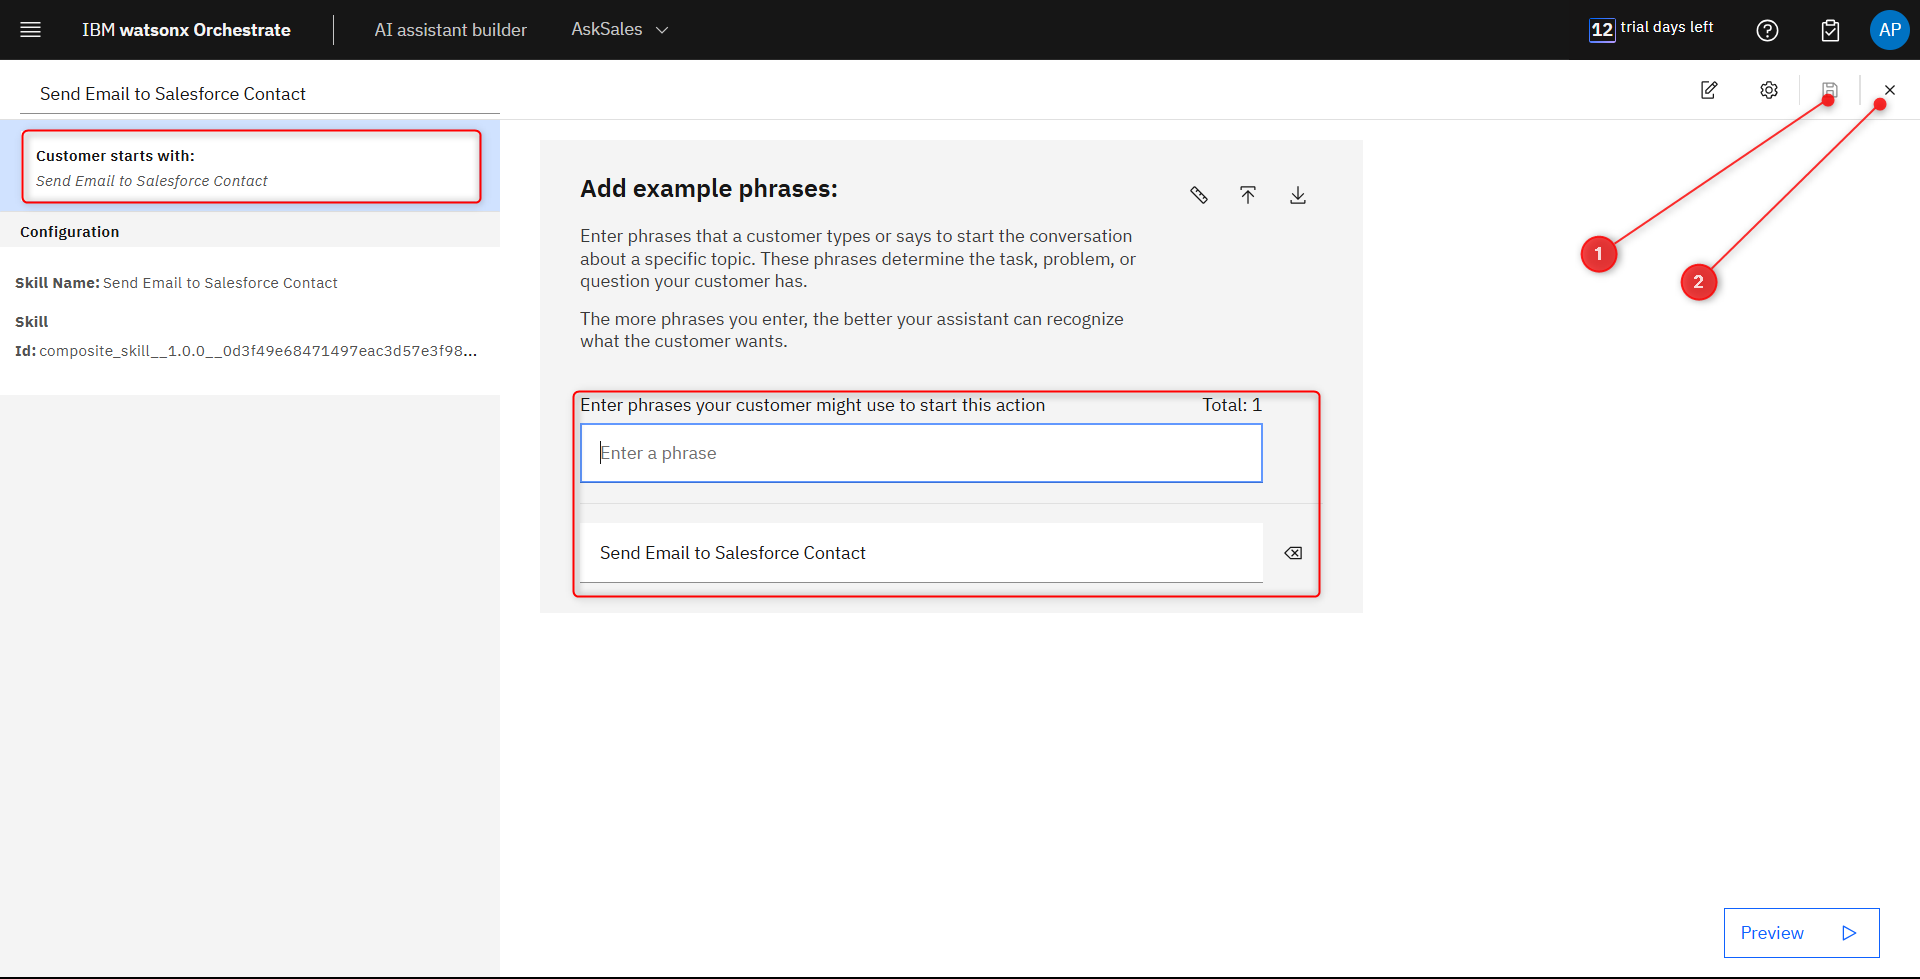 IBM watsonx Orchestrate
AI assistant builder
AskSales
12 trial days left
AP
Send Email to Salesforce Contact
Customer starts with:
Send Email to Salesforce Contact
Configuration
Skill Name: Send Email to Salesforce Contact
Skill
Id: composite_skill__1.0.0__0d3f49e68471497eac3d57e3f98...
Add example phrases:
Enter phrases that a customer types or says to start the conversation
about a specific topic. These phrases determine the task, problem, or
question your customer has.
The more phrases you enter, the better your assistant can recognize
what the customer wants.
Enter phrases your customer might use to start this action
Total: 1
Enter a phrase
Send Email to Salesforce Contact
1
2
Preview